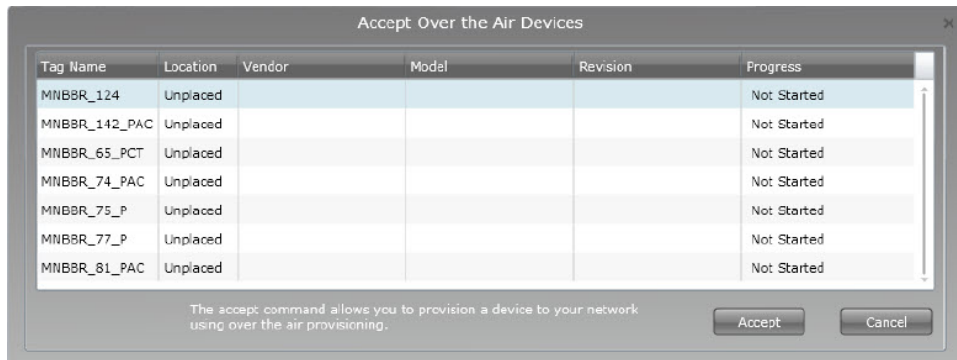 Accept Over the Air Devices
Tag Name Location Vendor Model Revision Progress
MNBBR_124 Unplaced Not Started
MNBBR_142_PAC Unplaced Not Started
MNBBR_65_PCT Unplaced Not Started
MNBBR_74_PAC Unplaced Not Started
MNBBR_75_P Unplaced Not Started
MNBBR_77_P Unplaced Not Started
MNBBR_81_PAC Unplaced Not Started
The accept command allows you to provision a device to your network
using over the air provisioning.
Accept Cancel